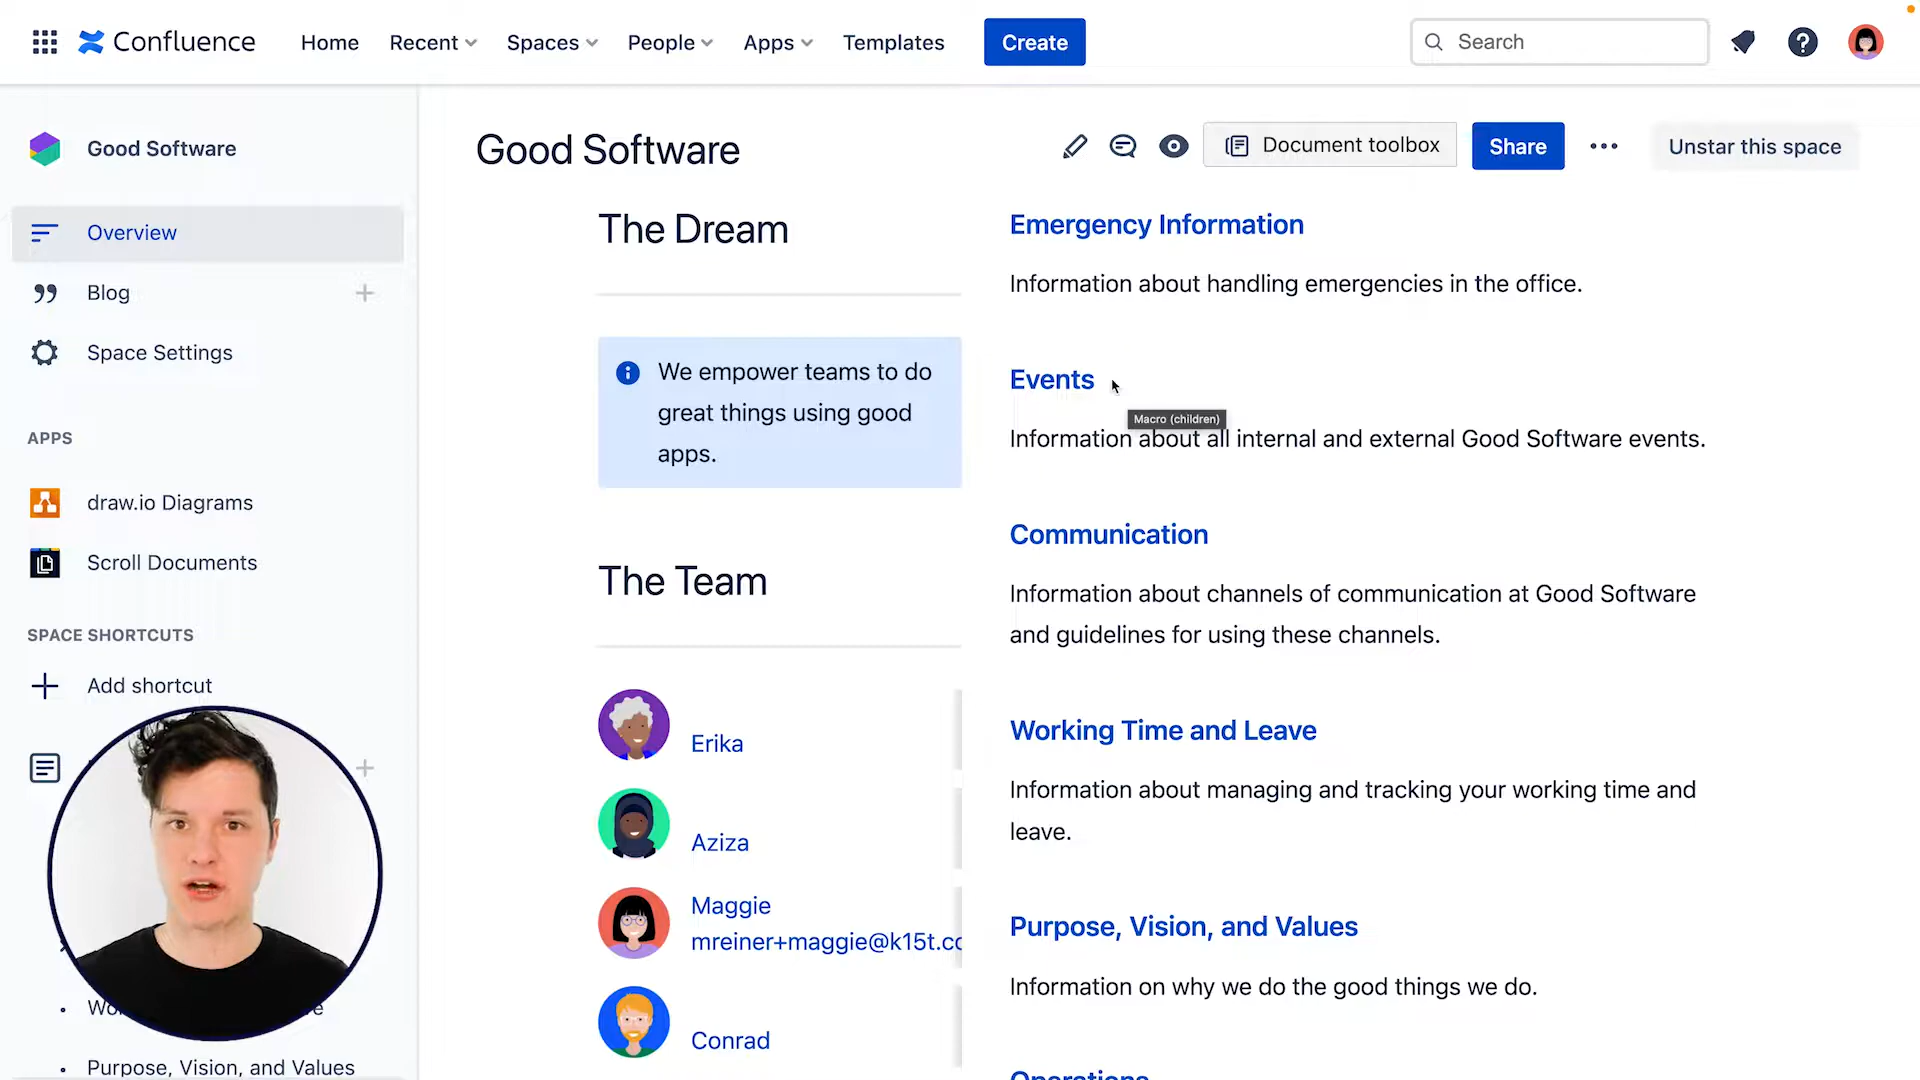 Confluence
Home
Recent
Spaces
People
Apps
Templates
Create
Search
Good Software
Overview
Blog
Space Settings
APPS
draw.io Diagrams
Scroll Documents
SPACE SHORTCUTS
Add shortcut
Purpose, Vision, and Values
Good Software
Document toolbox
Share
Unstar this space
The Dream
We empower teams to do
great things using good
apps.
The Team
Erika
Aziza
Maggie
mreiner+maggie@k15t.co
Conrad
Emergency Information
Information about handling emergencies in the office.
Events
Macro (children)
Information about all internal and external Good Software events.
Communication
Information about channels of communication at Good Software
and guidelines for using these channels.
Working Time and Leave
Information about managing and tracking your working time and
leave.
Purpose, Vision, and Values
Information on why we do the good things we do.
Operations